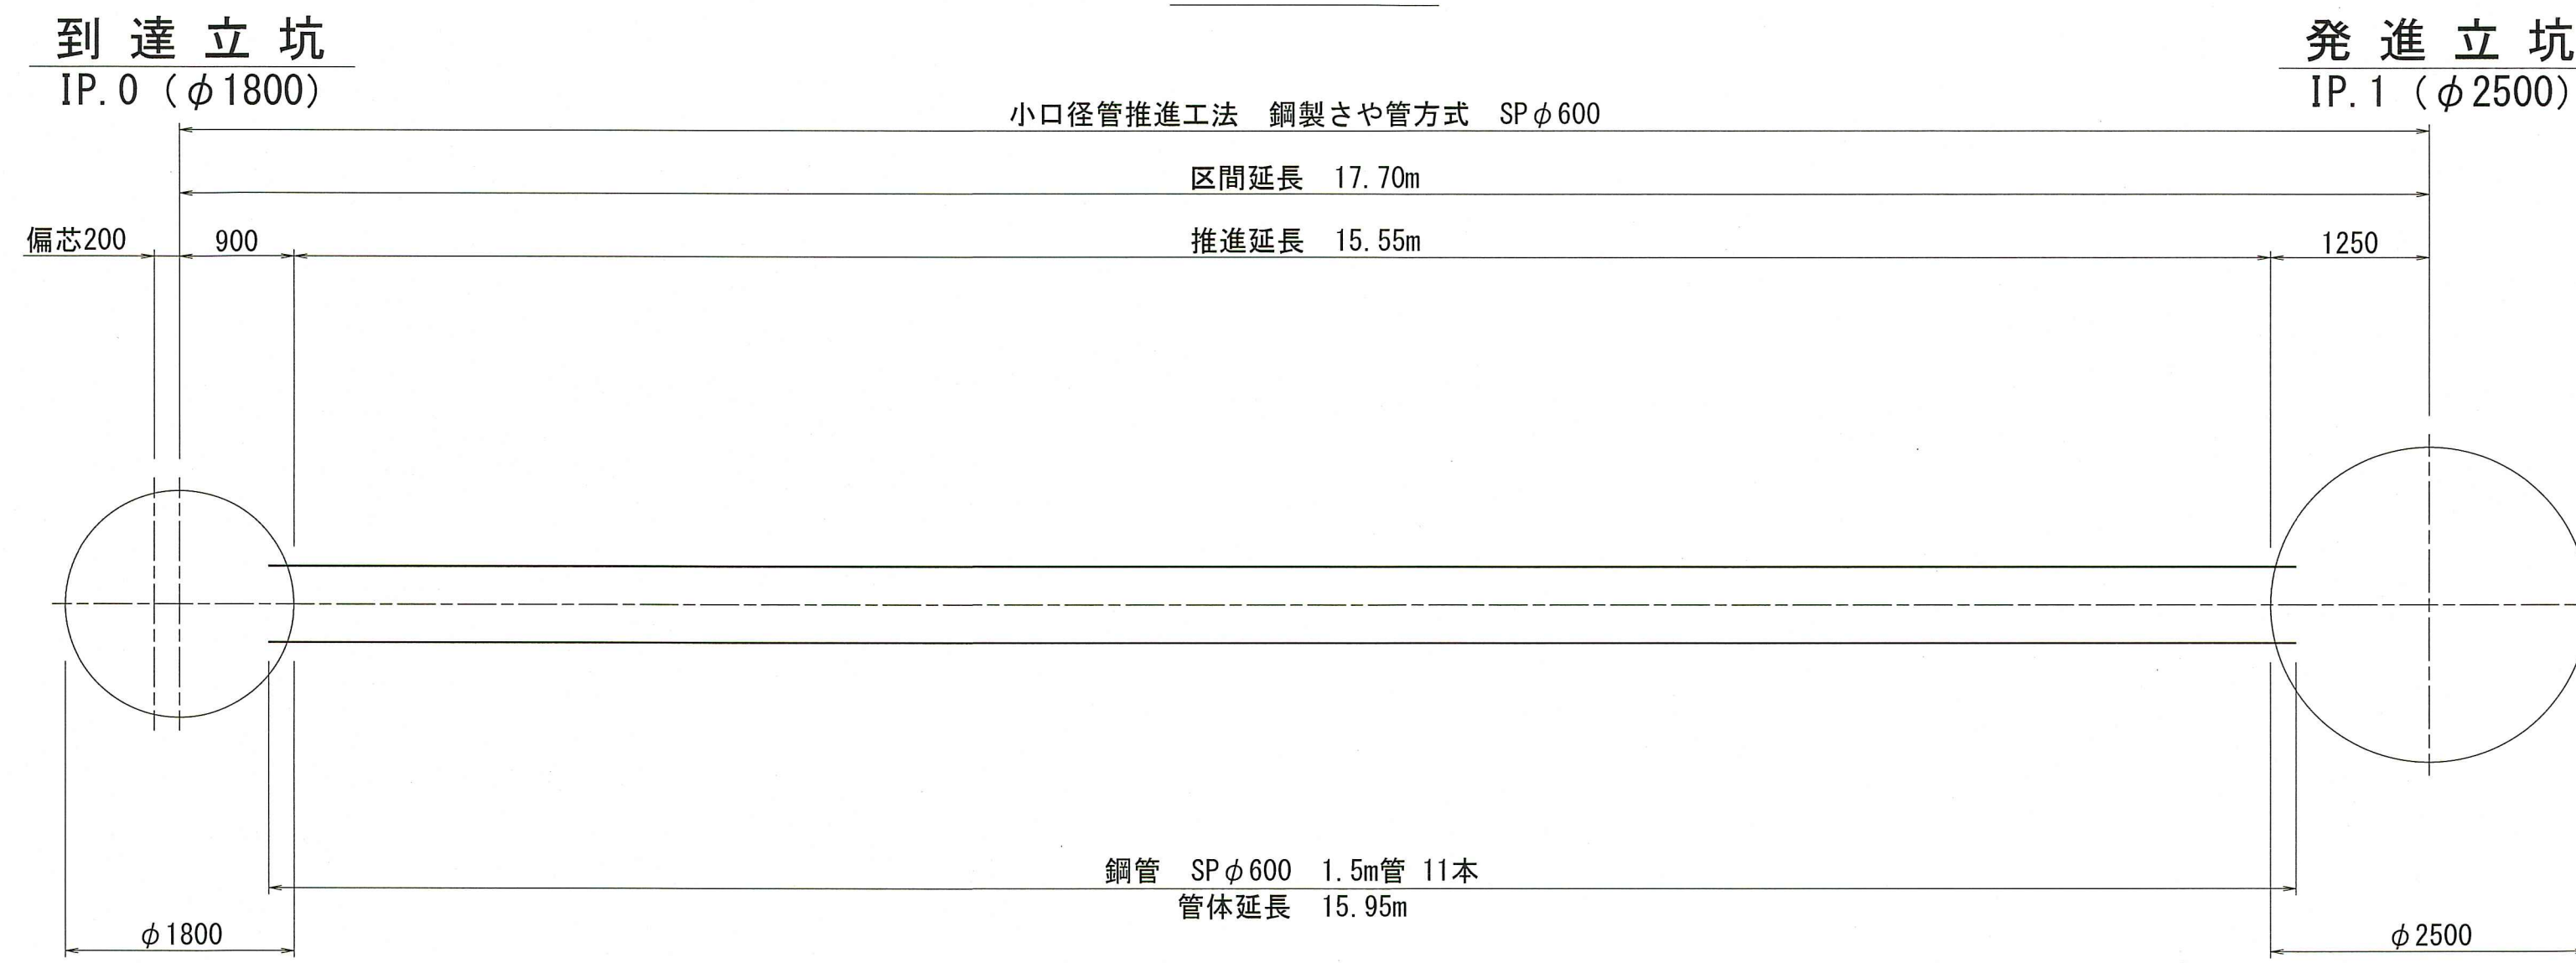 到達立坑
IP.0 (φ1800)
発進立坑
IP.1 (φ2500)
小口径管推進工法 鋼製さや管方式 SPφ600
区間延長 17.70m
偏芯200
900
推進延長 15.55m
1250
鋼管 SPφ600 1.5m管 11本
管体延長 15.95m
φ1800
φ2500